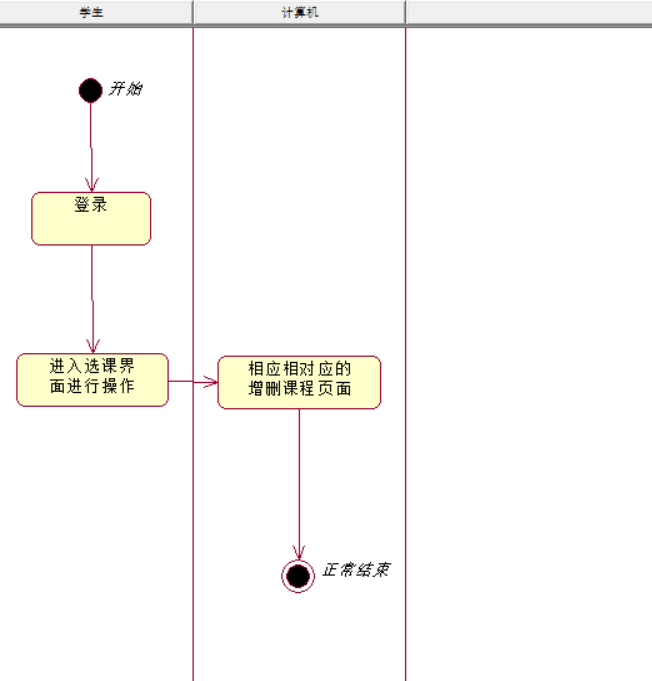 学生
计算机
开始
登录
进入选课界
面进行操作
相应相对应的
增删课程页面
正常结束